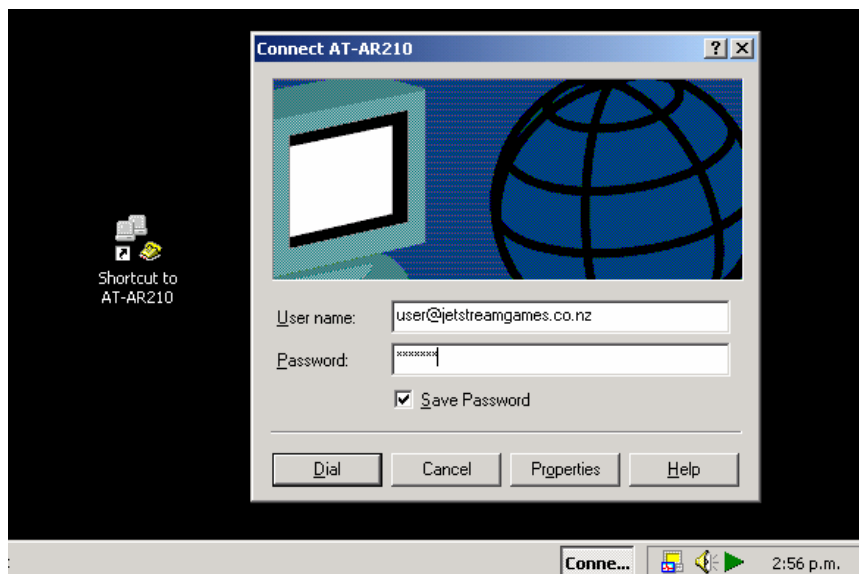 Connect AT-AR210
Shortcut to
AT-AR210
User name:
user@jetstreamgames.co.nz
Password:
×××××××
Save Password
Dial
Cancel
Properties
Help
Conne...
2:56 p.m.